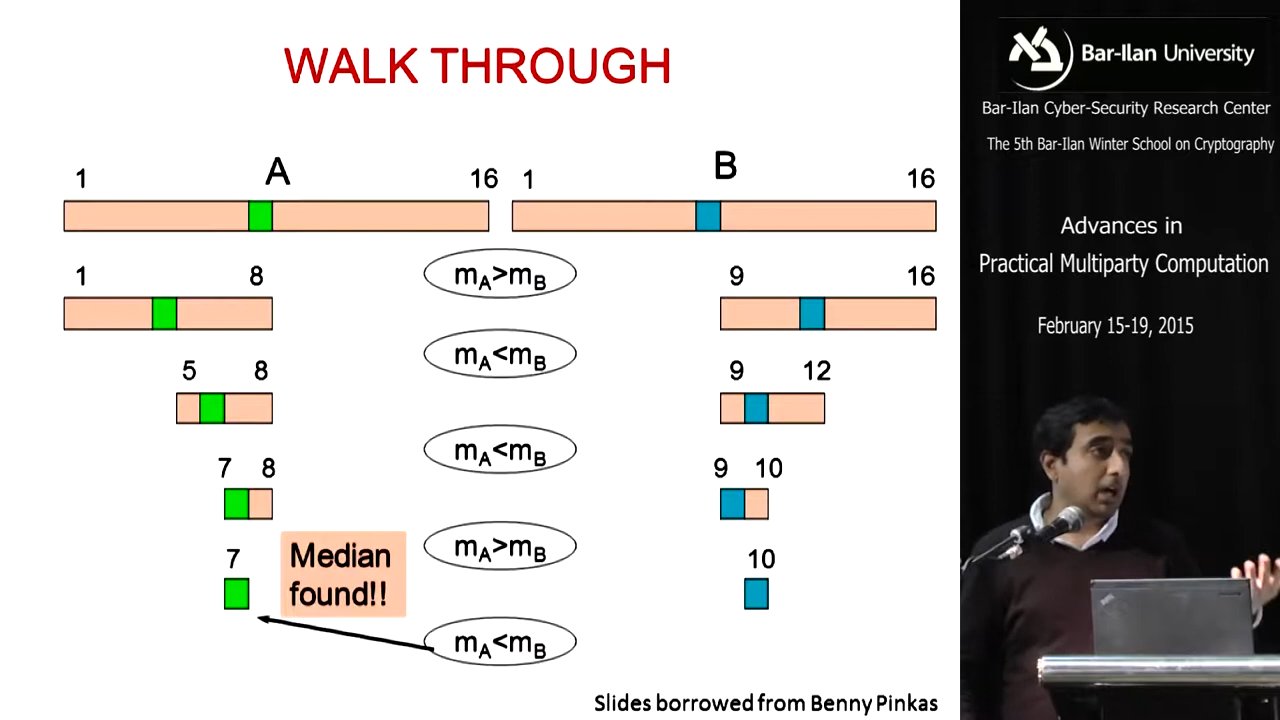 WALK THROUGH
A
B
1
16
1
16
mA>mB
1
8
9
16
mA<mB
5
8
9
12
mA<mB
7
8
9
10
mA>mB
7
10
Median
found!!
mA<mB
Slides borrowed from Benny Pinkas
Bar-Ilan University
Bar-Ilan Cyber-Security Research Center
The 5th Bar-Ilan Winter School on Cryptography
Advances in
Practical Multiparty Computation
February 15-19, 2015